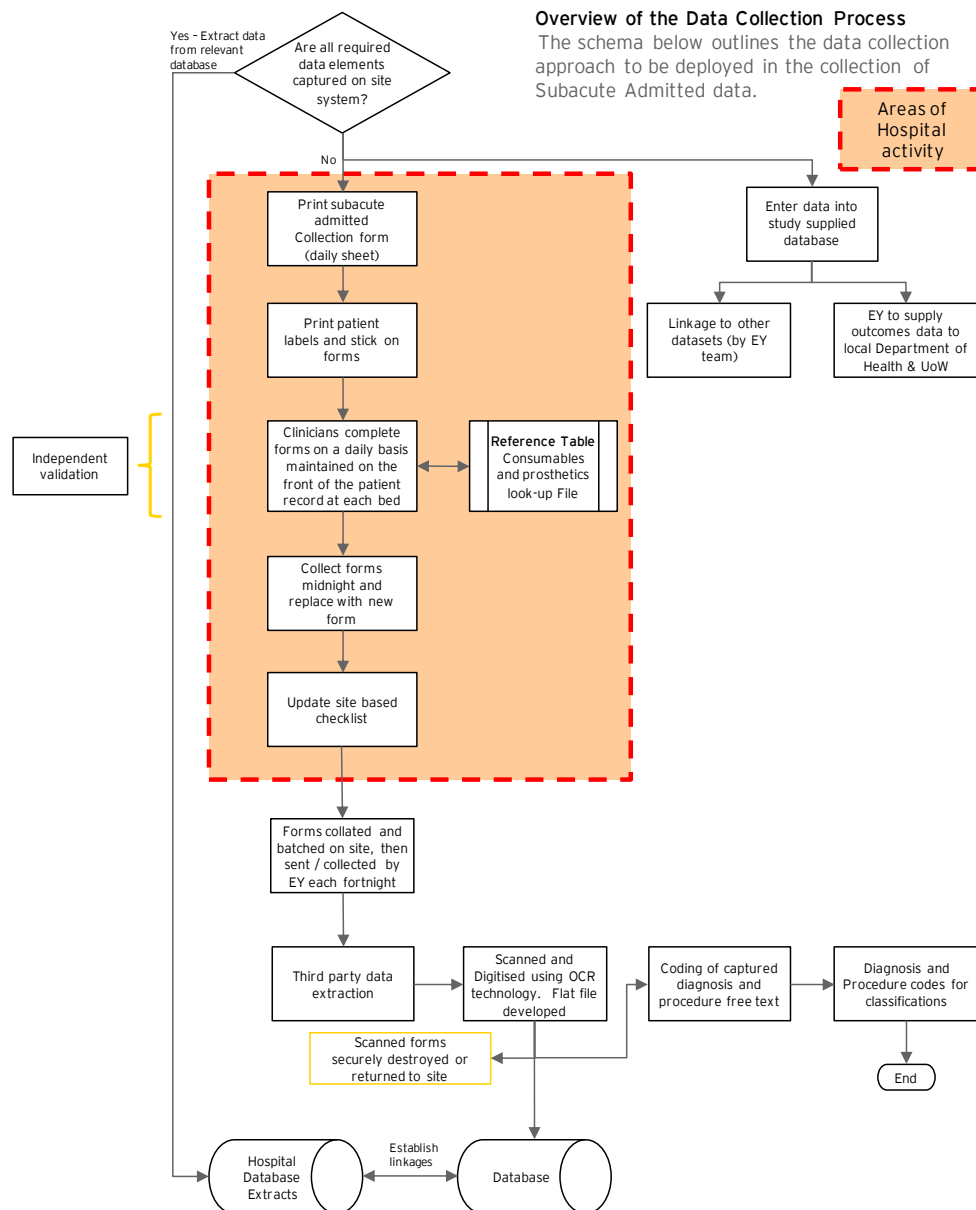 Overview of the Data Collection Process
The schema below outlines the data collection
approach to be deployed in the collection of
Subacute Admitted data.
Yes – Extract data
from relevant
database
Are all required
data elements
captured on site
system?
Areas of
Hospital
activity
No
Print subacute
admitted
Collection form
(daily sheet)
Enter data into
study supplied
database
Print patient
labels and stick on
forms
Linkage to other
datasets (by EY
team)
EY to supply
outcomes data to
local Department of
Health & UoW
Independent
validation
Clinicians complete
forms on a daily basis
maintained on the
front of the patient
record at each bed
Reference Table
Consumables
and prosthetics
look-up File
Collect forms
midnight and
replace with new
form
Update site based
checklist
Forms collated and
batched on site, then
sent / collected by
EY each fortnight
Third party data
extraction
Scanned and
Digitised using OCR
technology. Flat file
developed
Coding of captured
diagnosis and
procedure free text
Diagnosis and
Procedure codes for
classifications
Scanned forms
securely destroyed or
returned to site
End
Hospital
Database
Extracts
Establish
linkages
Database